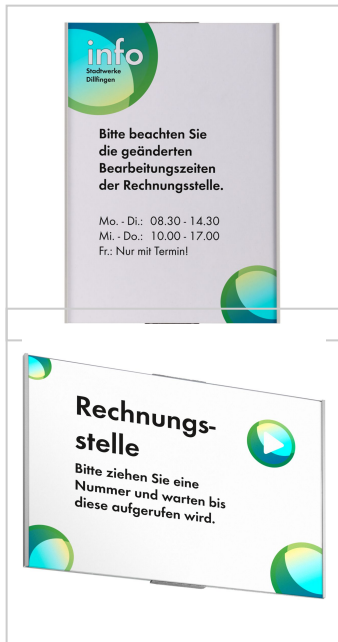 info
Stadtwerke
Dillfingen
Bitte beachten Sie
die geänderten
Bearbeitungszeiten
der Rechnungsstelle.
Mo. - Di.: 08.30 - 14.30
Mi. - Do.: 10.00 - 17.00
Fr.: Nur mit Termin!
Rechnungs-
stelle
Bitte ziehen Sie eine
Nummer und warten bis
diese aufgerufen wird.